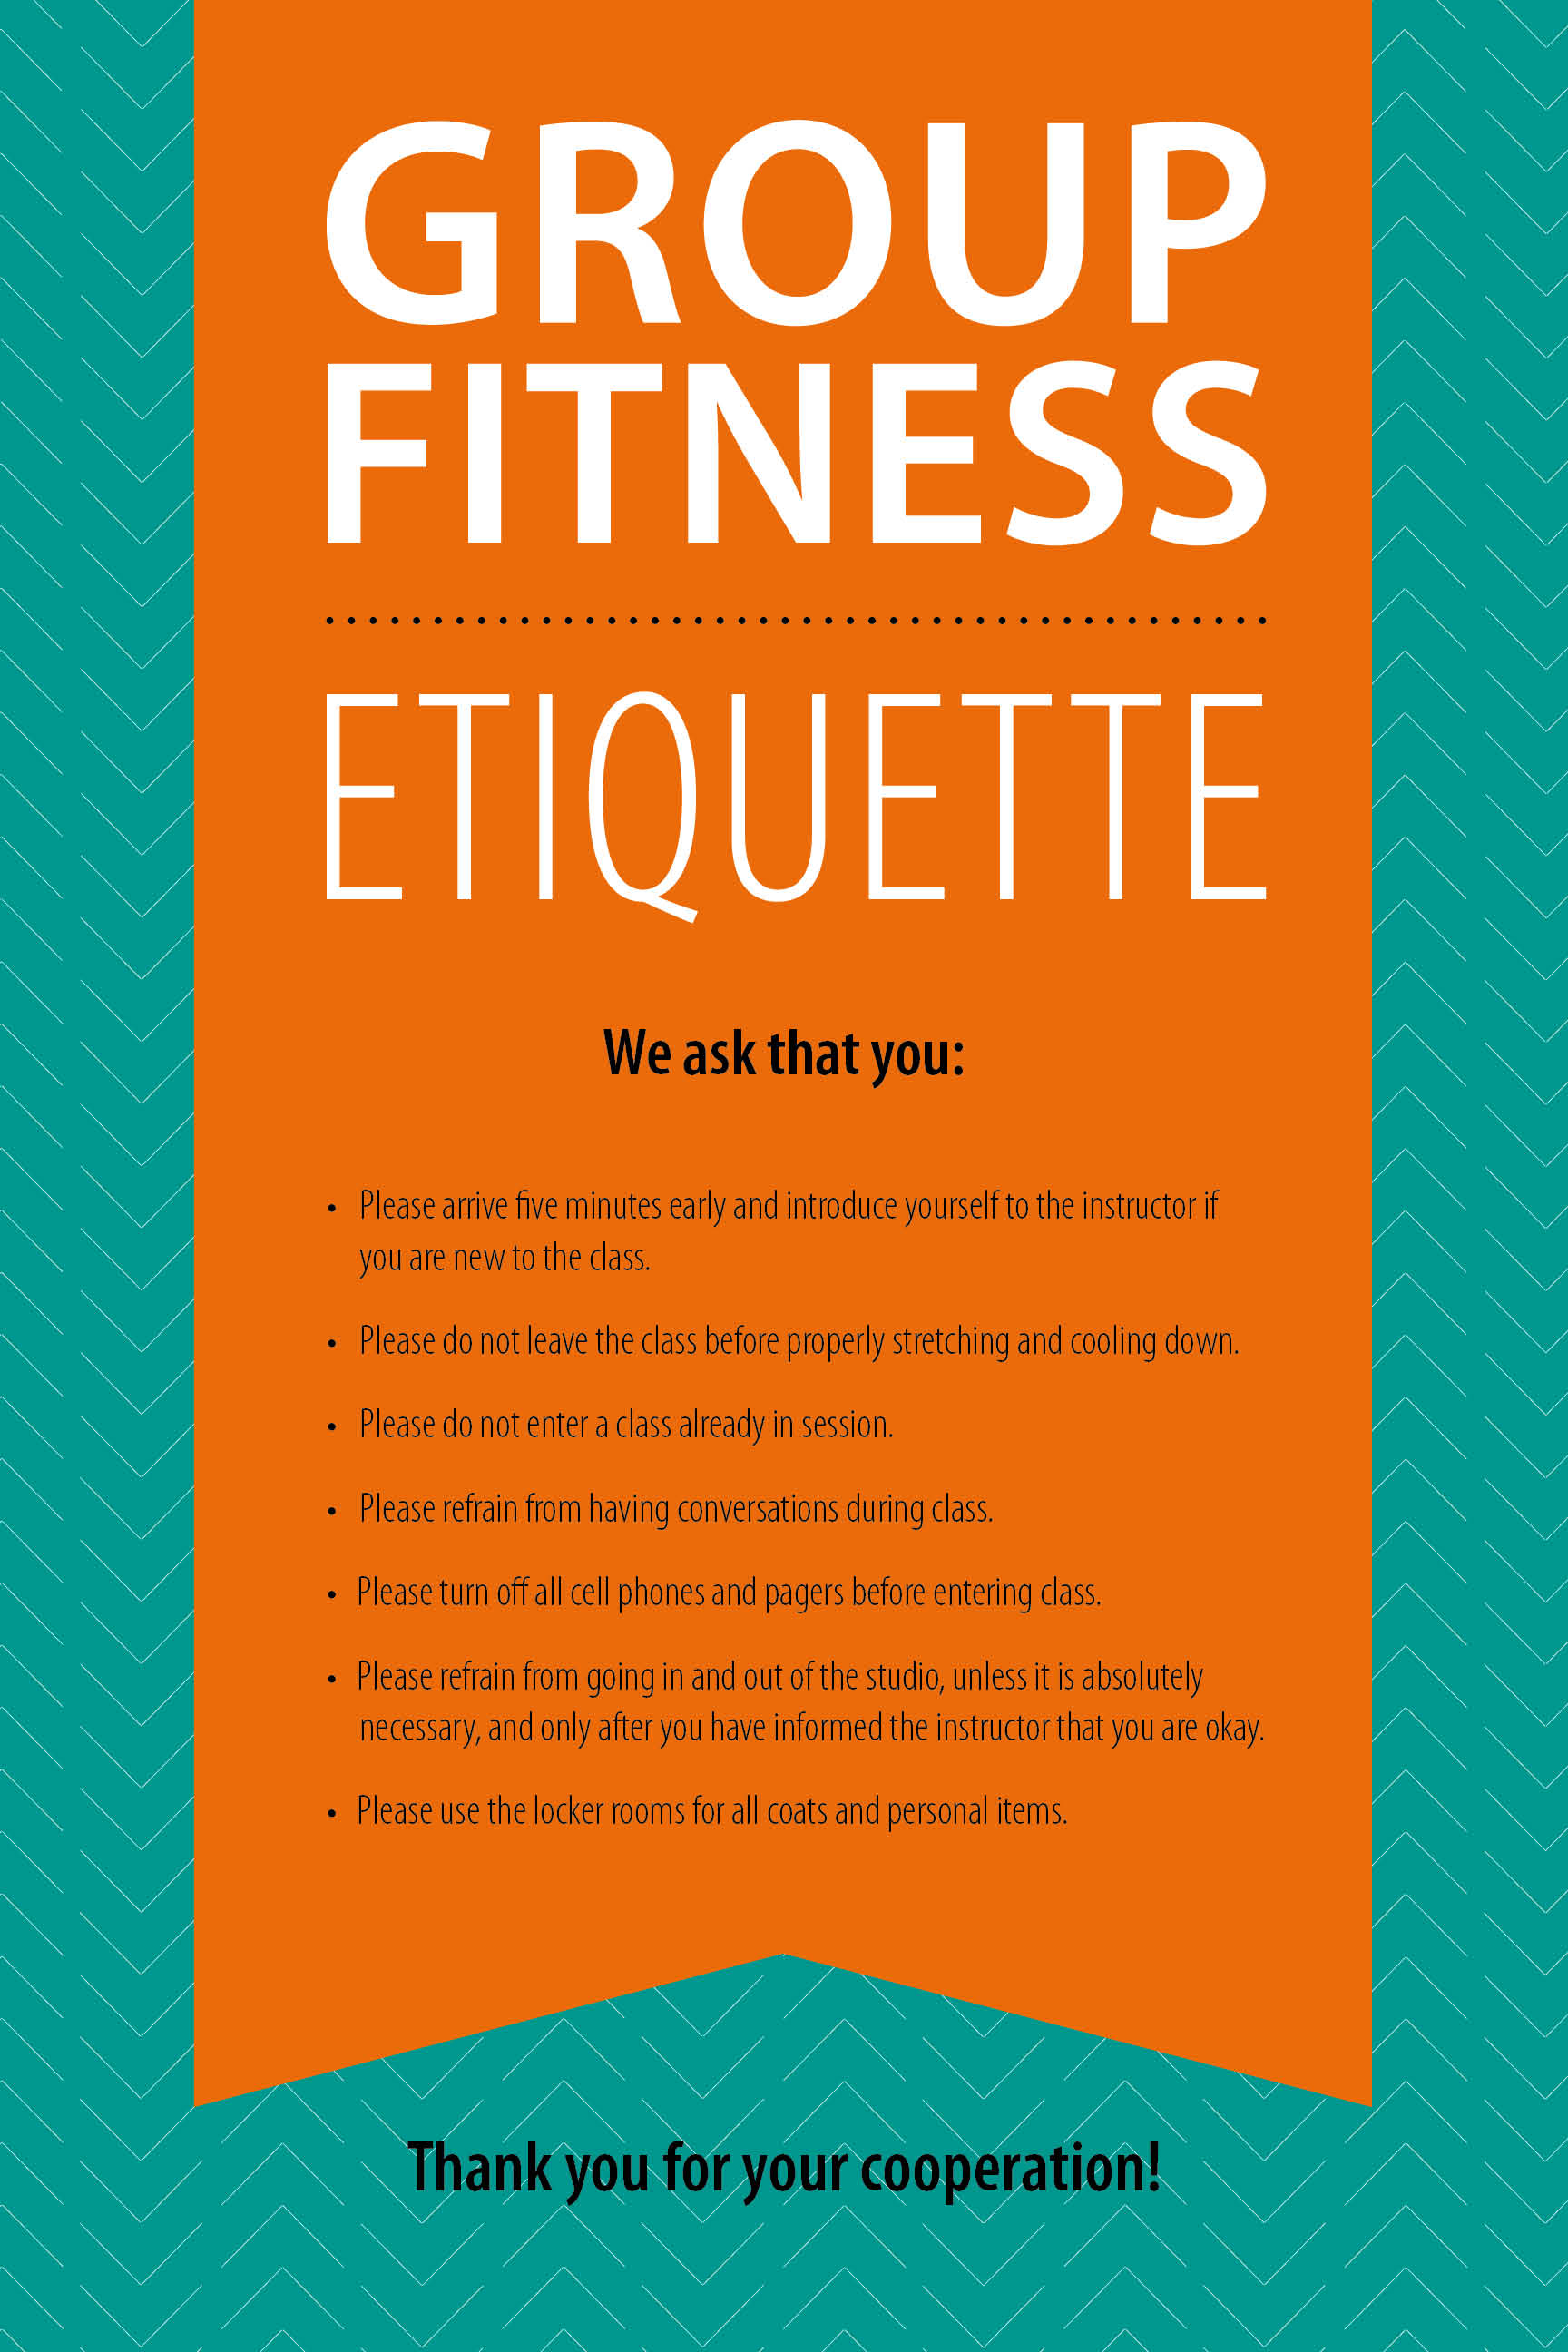 GROUP
FITNESS
ETIQUETTE
We ask that you:
• Please arrive five minutes early and introduce yourself to the instructor if
you are new to the class.
• Please do not leave the class before properly stretching and cooling down.
• Please do not enter a class already in session.
• Please refrain from having conversations during class.
• Please turn off all cell phones and pagers before entering class.
• Please refrain from going in and out of the studio, unless it is absolutely
necessary, and only after you have informed the instructor that you are okay.
• Please use the locker rooms for all coats and personal items.
Thank you for your cooperation!